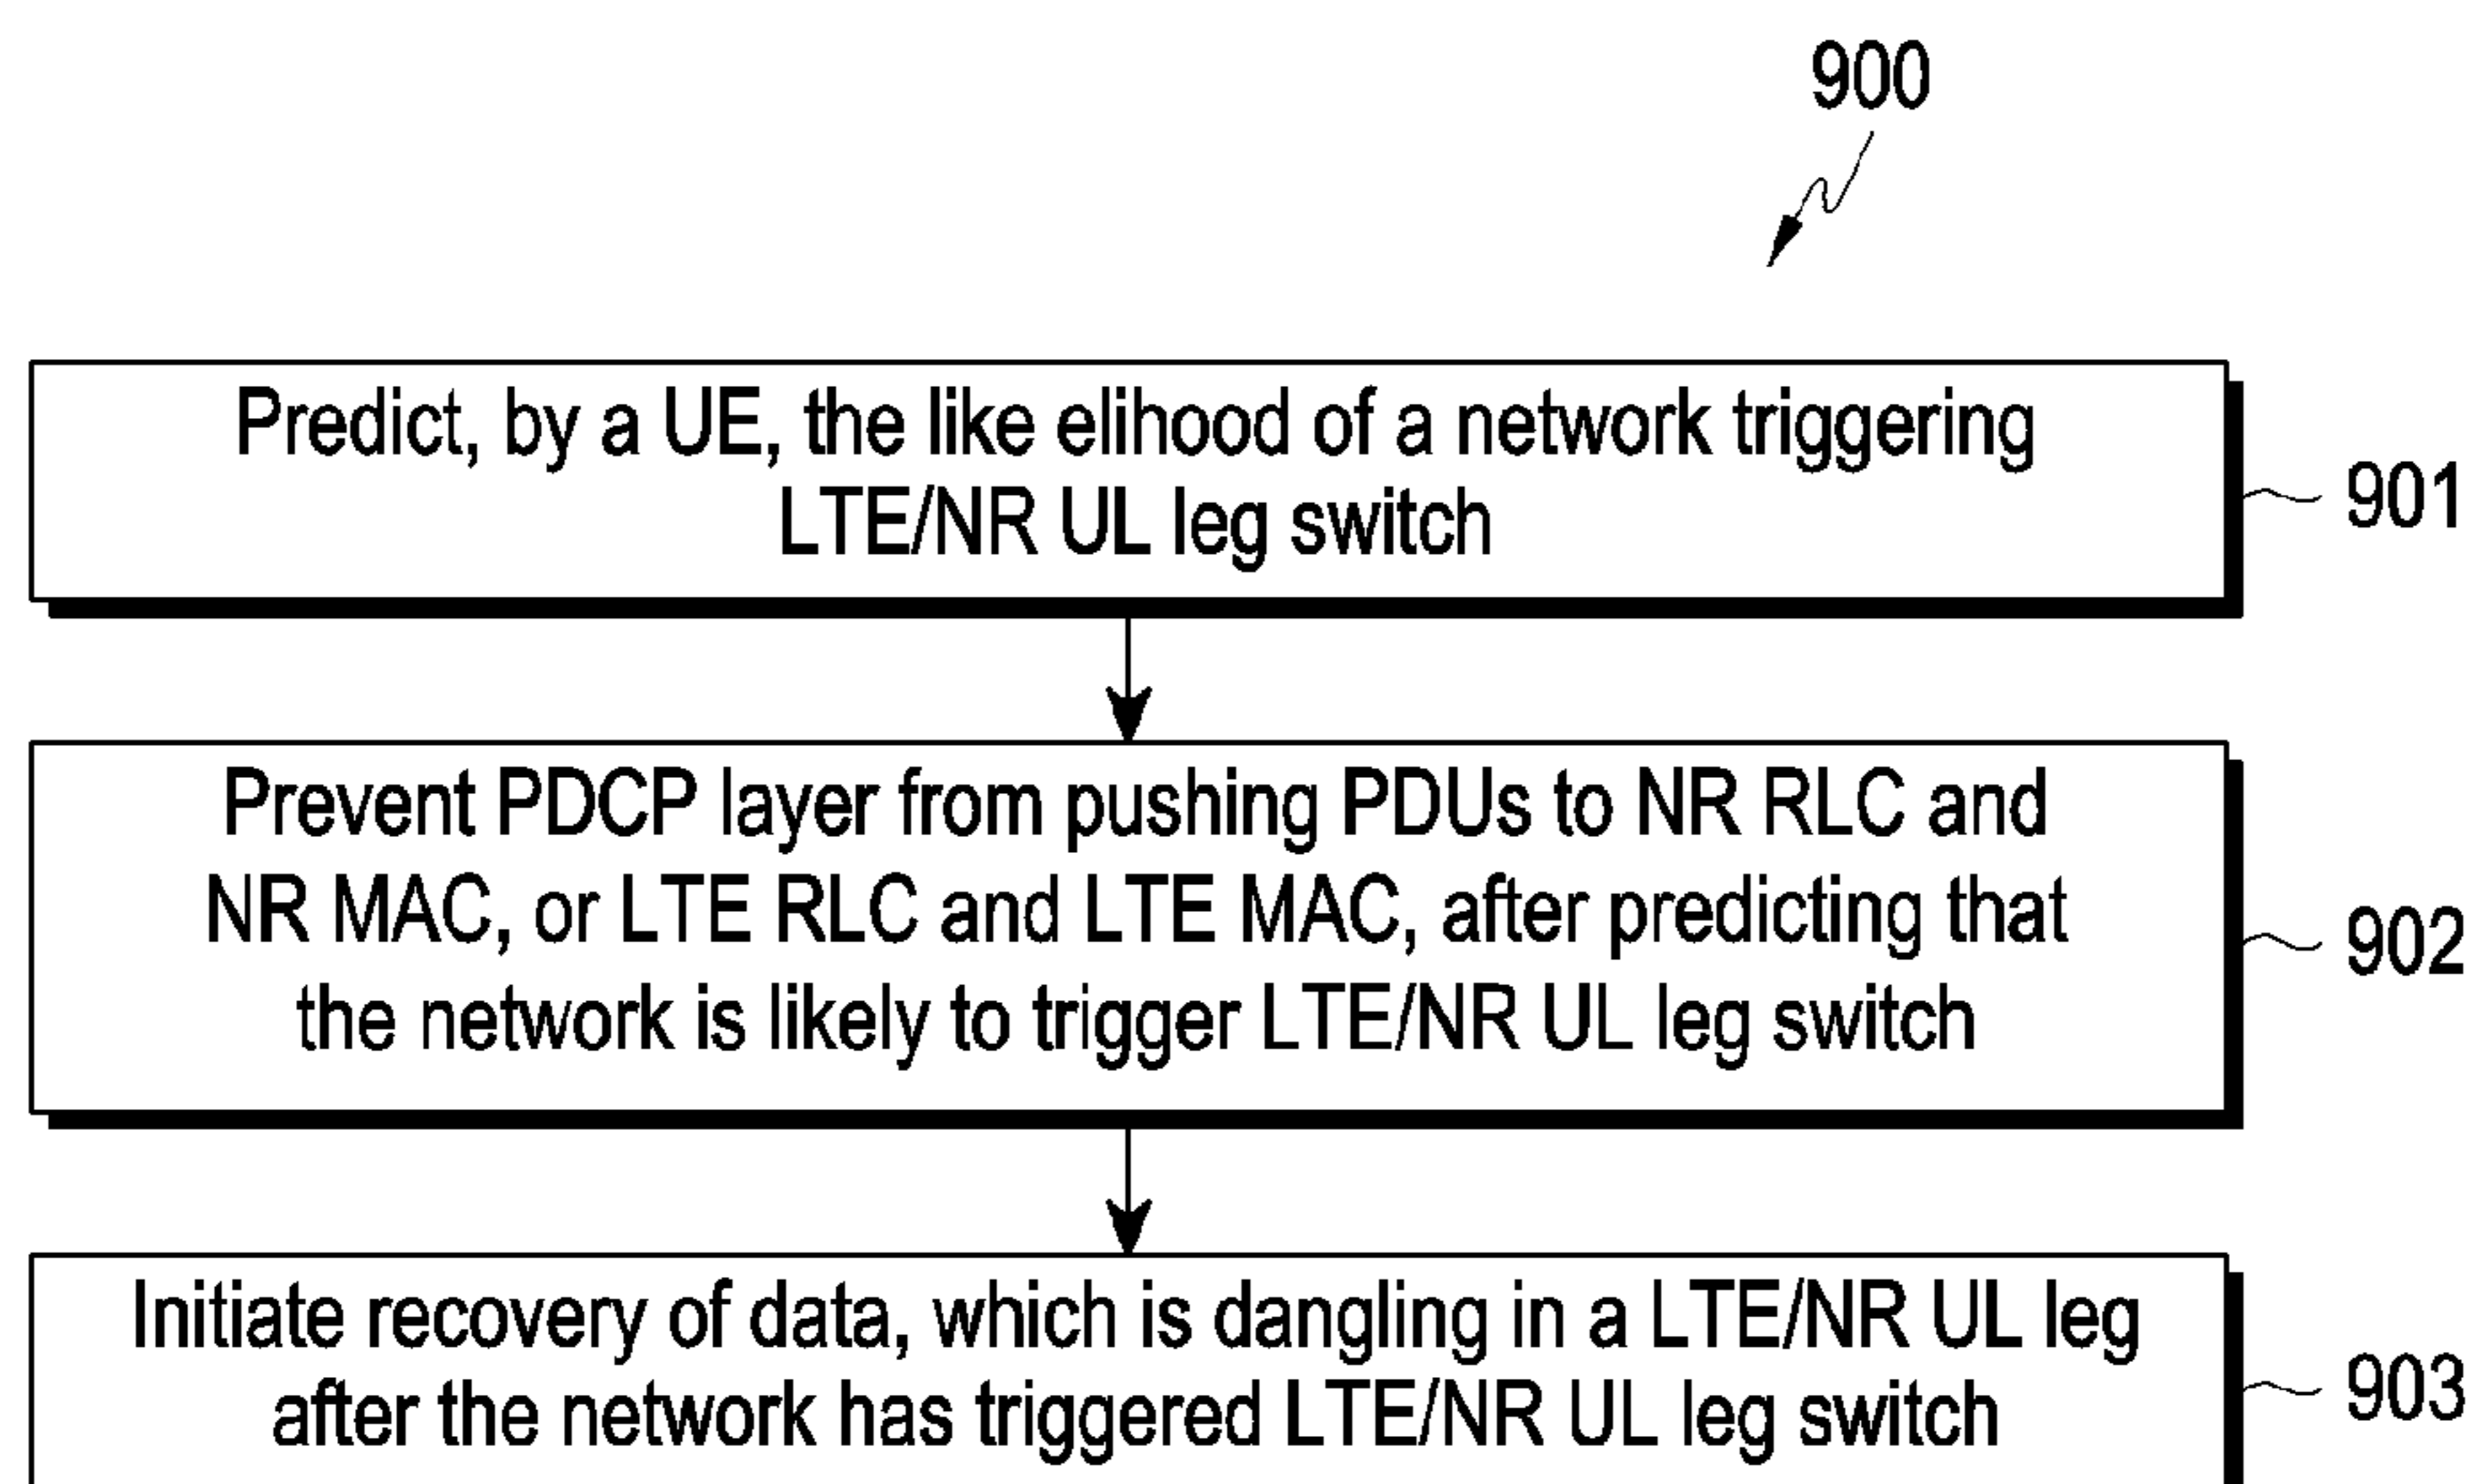 900
Predict, by a UE, the like elihood of a network triggering
LTE/NR UL leg switch
901
Prevent PDCP layer from pushing PDUs to NR RLC and
NR MAC, or LTE RLC and LTE MAC, after predicting that
the network is likely to trigger LTE/NR UL leg switch
902
Initiate recovery of data, which is dangling in a LTE/NR UL leg
after the network has triggered LTE/NR UL leg switch
903